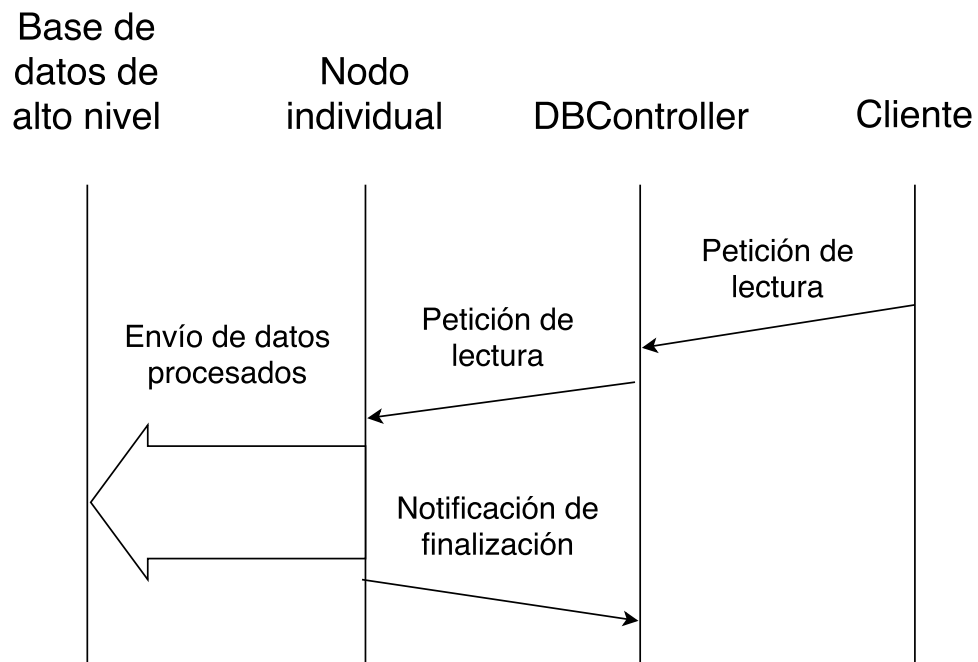 Base de
datos de
alto nivel
Nodo
individual
DBController
Cliente
Petición de
lectura
Petición de
lectura
Envío de datos
procesados
Notificación de
finalización